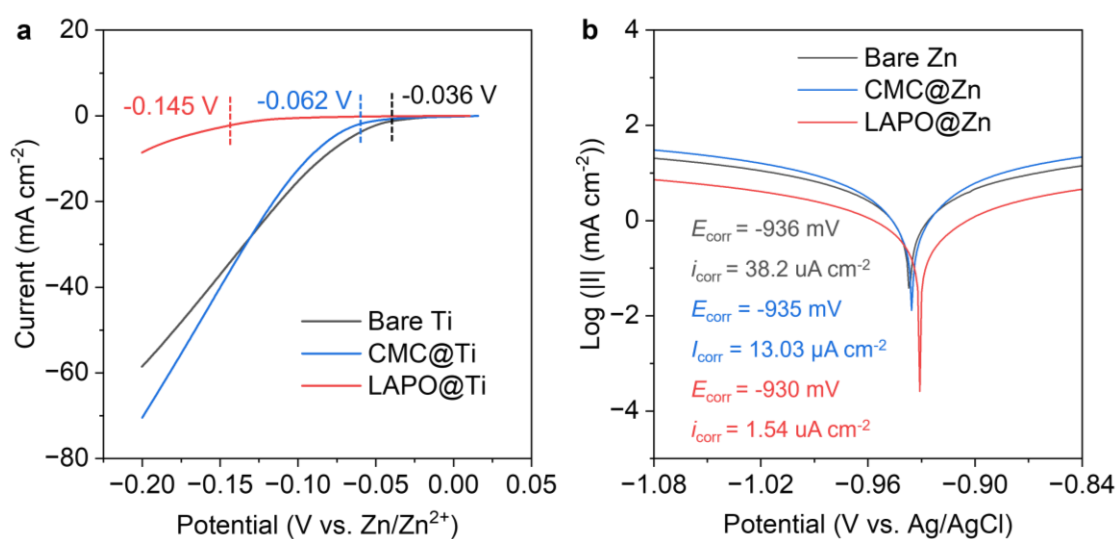 a
20
0
−20
−40
−60
−80
Current (mA cm⁻²)
-0.145 V
-0.062 V
-0.036 V
Bare Ti
CMC@Ti
LAPO@Ti
−0.20 −0.15 −0.10 −0.05 0.00 0.05
Potential (V vs. Zn/Zn²⁺)
b
4
2
0
−2
−4
Log (|I| (mA cm⁻²)
Bare Zn
CMC@Zn
LAPO@Zn
Ecorr = -936 mV
icorr = 38.2 uA cm⁻²
Ecorr = -935 mV
Icorr = 13.03 μA cm⁻²
Ecorr = -930 mV
icorr = 1.54 uA cm⁻²
−1.08 −1.02 −0.96 −0.90 −0.84
Potential (V vs. Ag/AgCl)